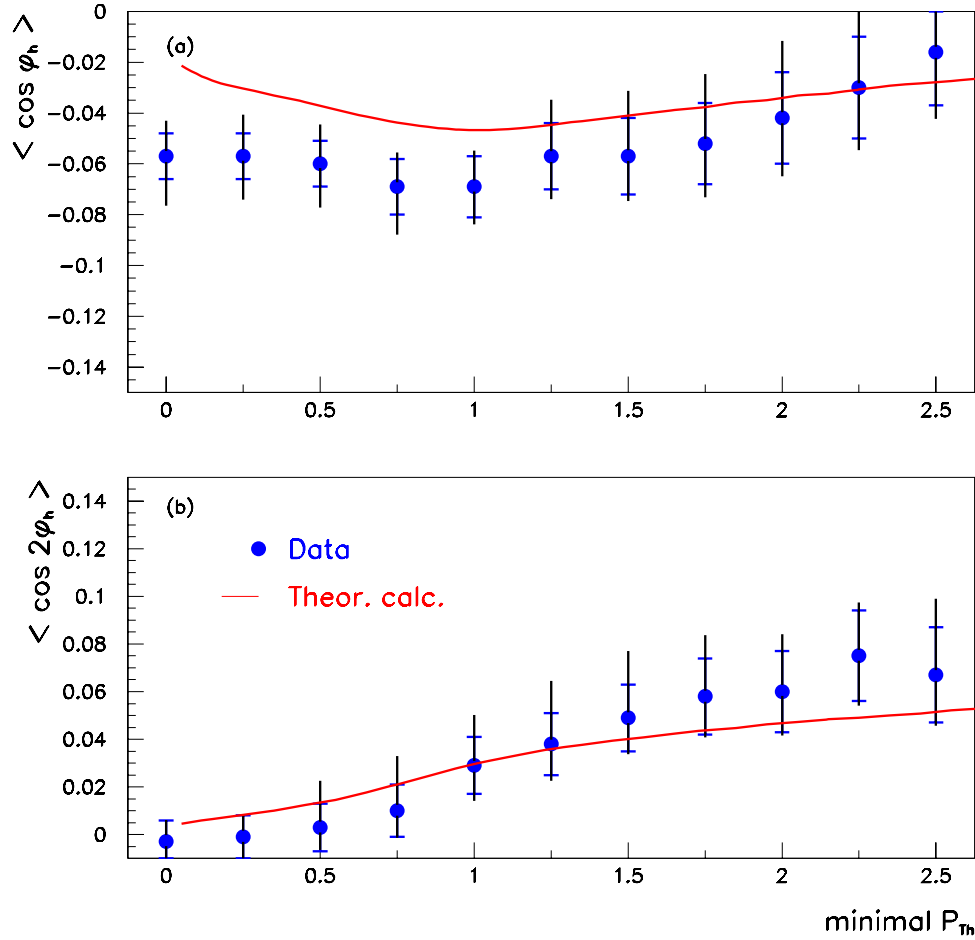 < cos φh >
0
−0.02
−0.04
−0.06
−0.08
−0.1
−0.12
−0.14
(a)
0 0.5 1 1.5 2 2.5
< cos 2φh >
0.14
0.12
0.1
0.08
0.06
0.04
0.02
0
(b)
Data
Theor. calc.
0 0.5 1 1.5 2 2.5
minimal PTh